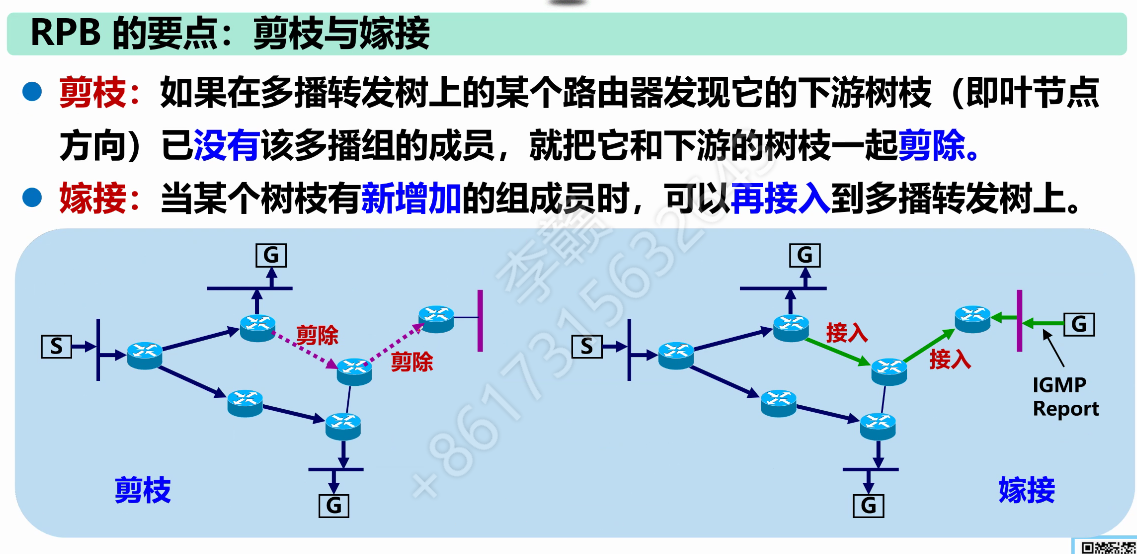 RPB 的要点：剪枝与嫁接
剪枝：如果在多播转发树上的某个路由器发现它的下游树枝（即叶节点
方向）已没有该多播组的成员，就把它和下游的树枝一起剪除。
嫁接：当某个树枝有新增加的组成员时，可以再接入到多播转发树上。
G
剪除
S
剪除
G
剪枝
G
接入
S
G
接入
IGMP
Report
G
嫁接